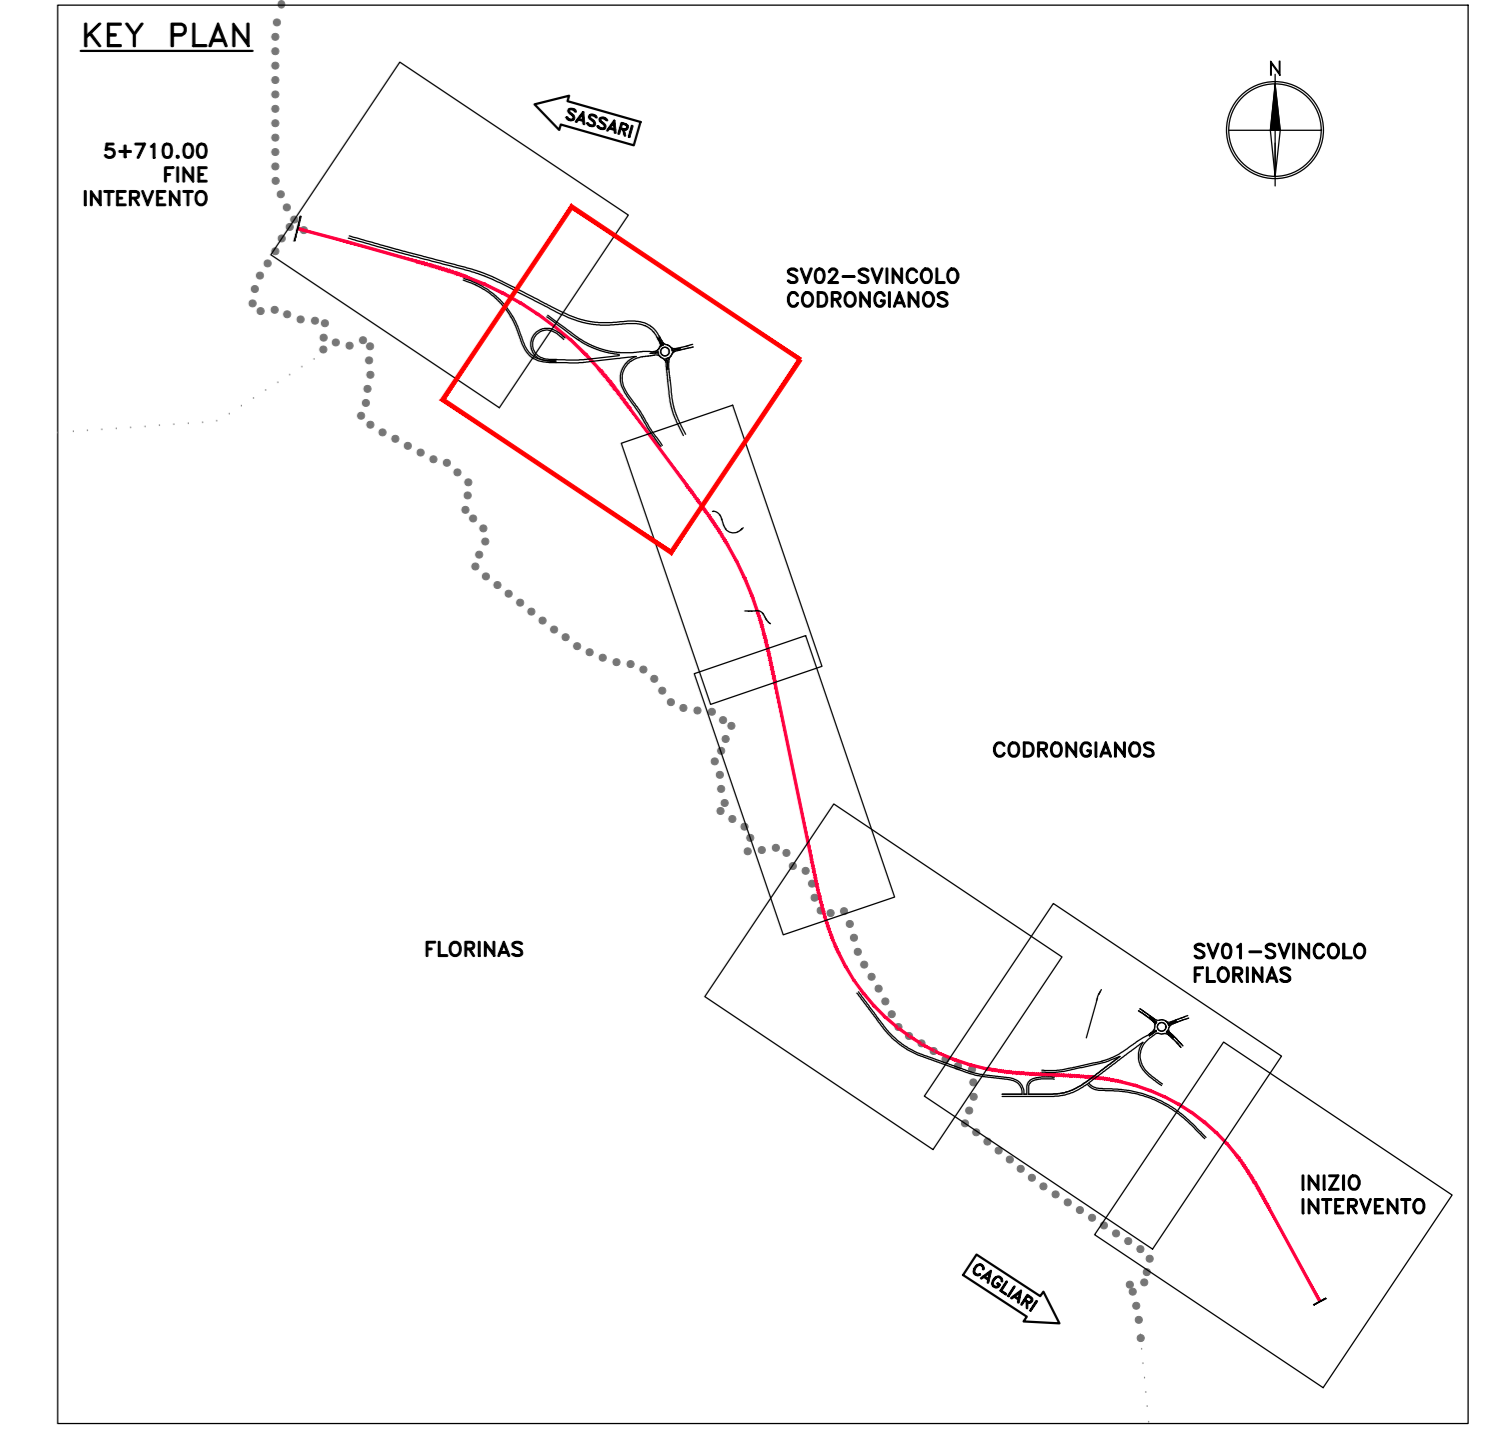 KEY PLAN
N
SASSARI
5+710.00
FINE
INTERVENTO
SV02-SVINCOLO
CODRONGIANOS
CODRONGIANOS
FLORINAS
SV01-SVINCOLO
FLORINAS
INIZIO
INTERVENTO
CAGLIARI